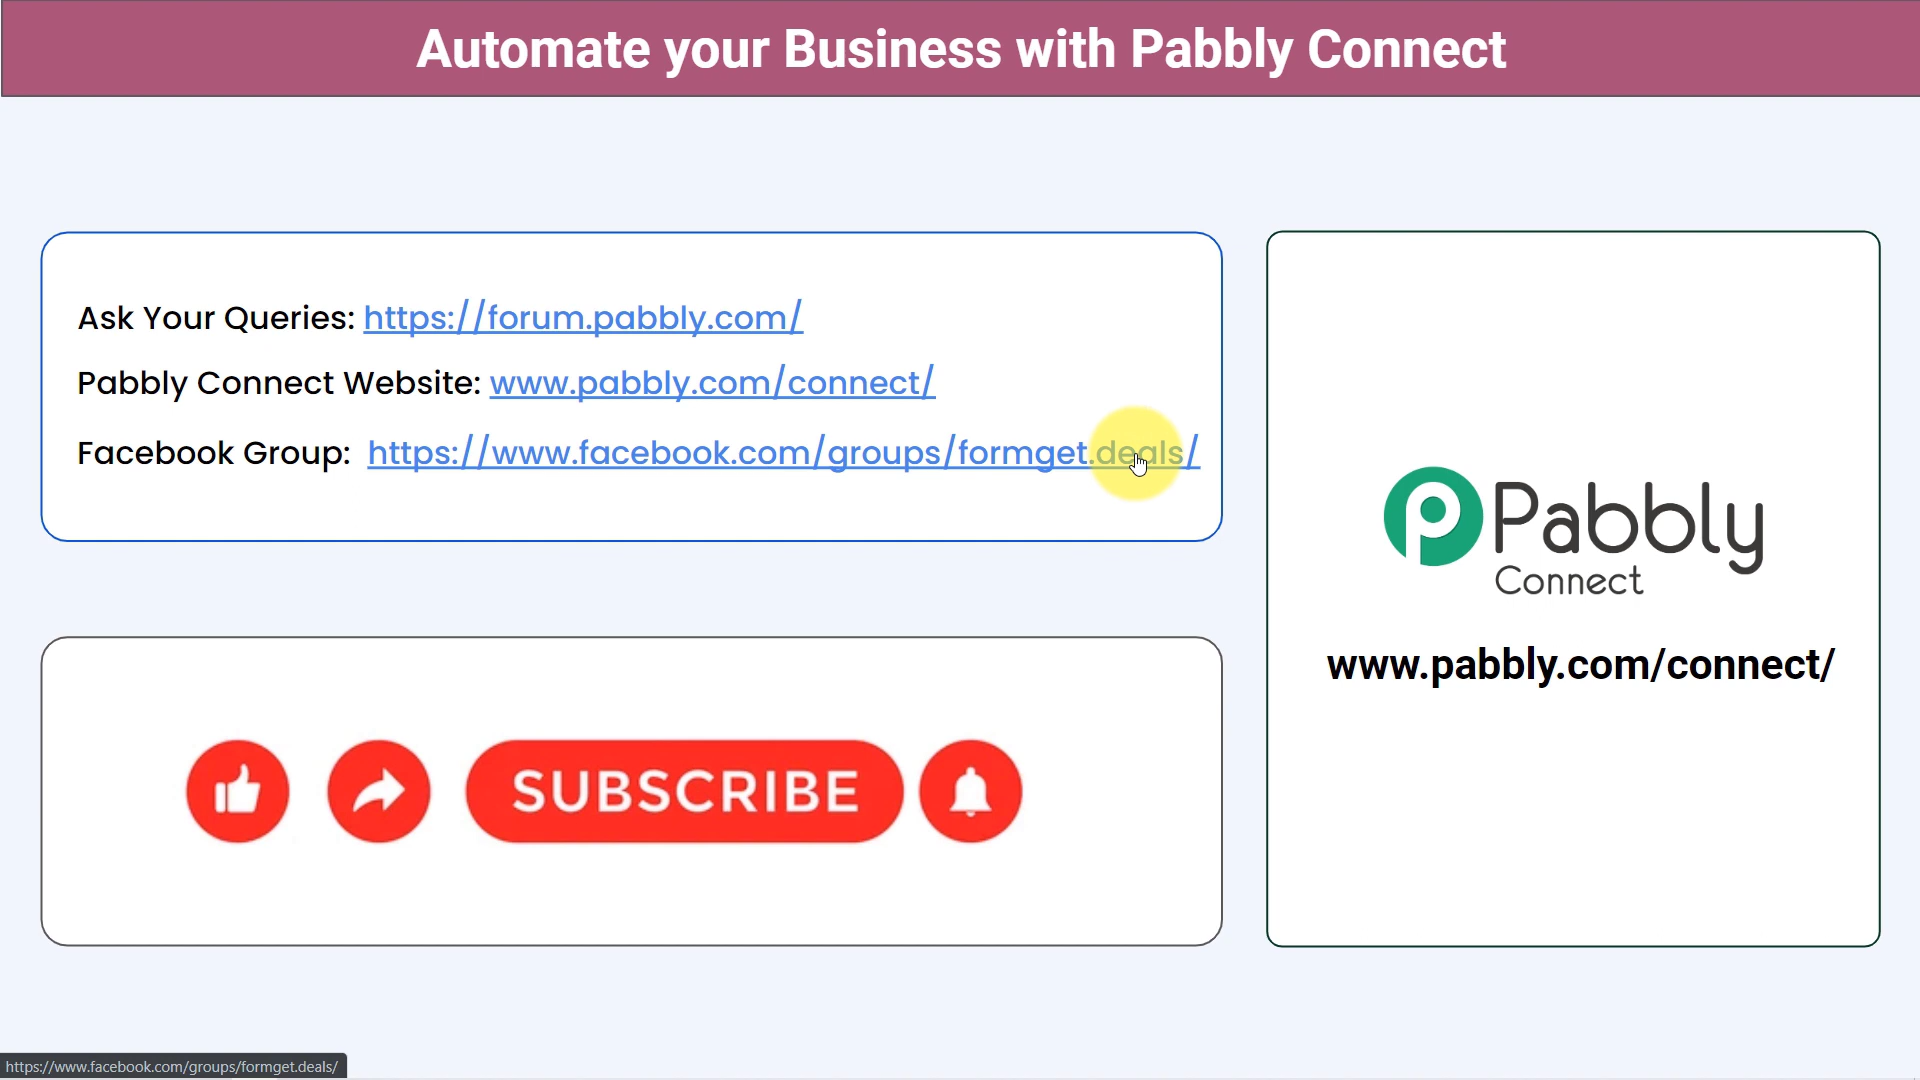 Automate your Business with Pabbly Connect
Ask Your Queries: https://forum.pabbly.com/
Pabbly Connect Website: www.pabbly.com/connect/
Facebook Group: https://www.facebook.com/groups/formget.deals/
Pabbly
Connect
www.pabbly.com/connect/
SUBSCRIBE
https://www.facebook.com/groups/formget.deals/